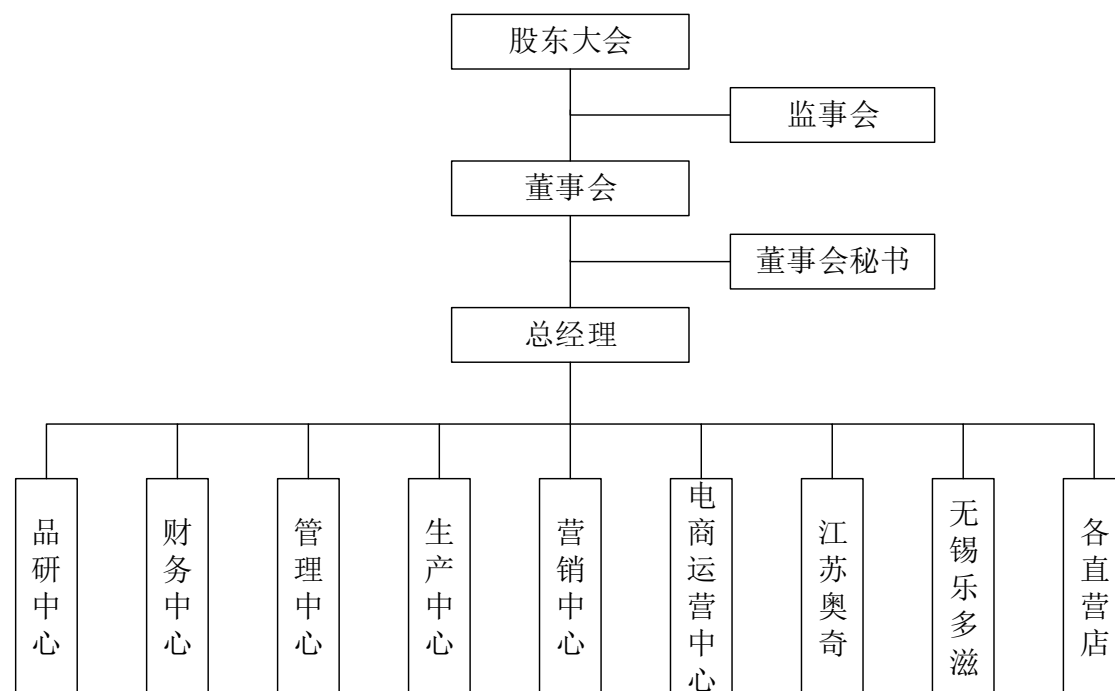 股东大会
监事会
董事会
董事会秘书
总经理
品研中心
财务中心
管理中心
生产中心
营销中心
电商运营中心
江苏奥奇
无锡乐多滋
各直营店